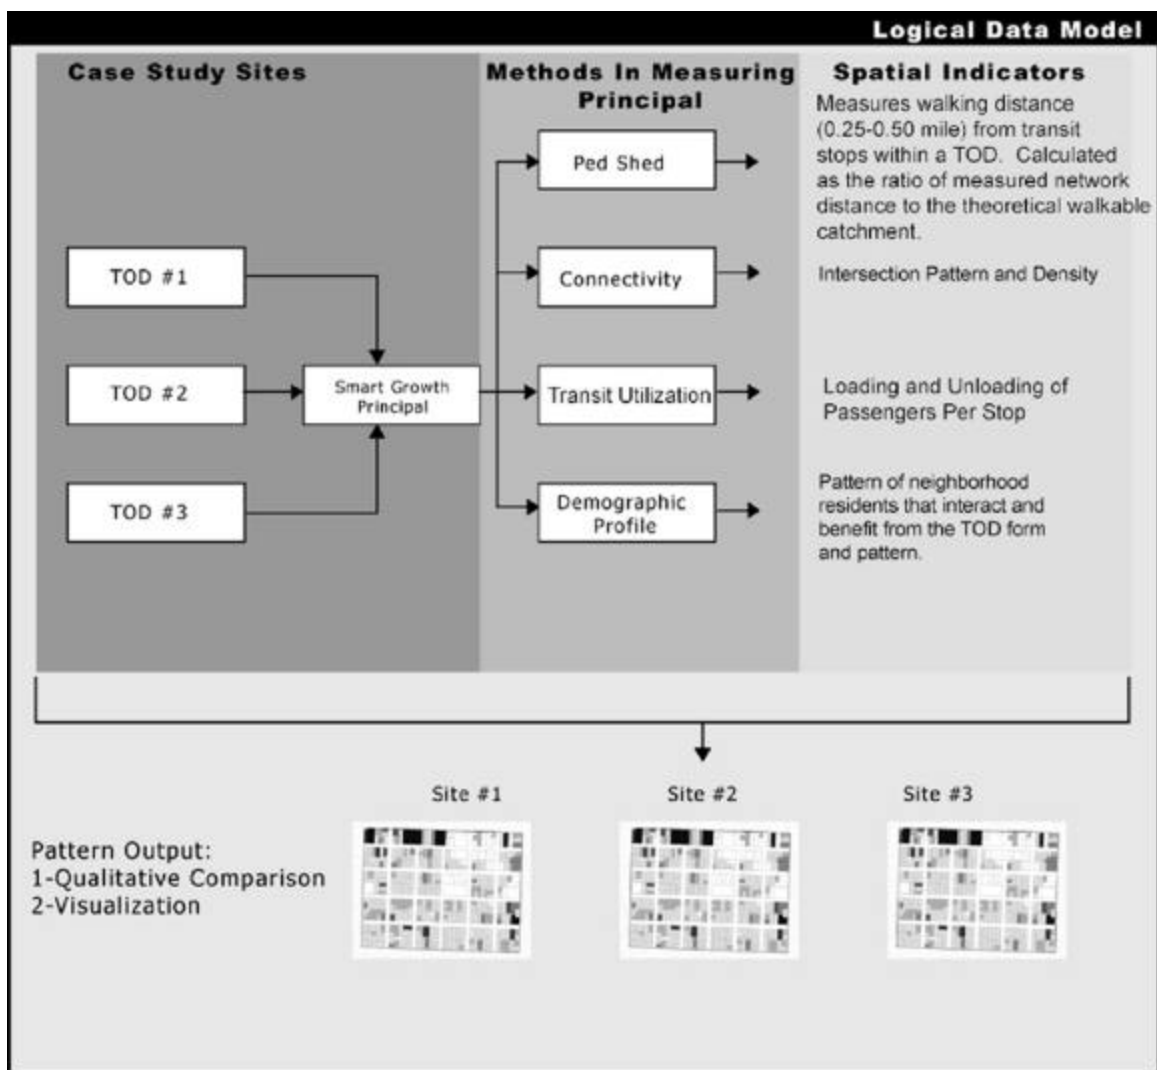 Logical Data Model
Case Study Sites
Methods In Measuring
Principal
Spatial Indicators
Measures walking distance
(0.25-0.50 mile) from transit
stops within a TOD. Calculated
as the ratio of measured network
distance to the theoretical walkable
catchment.
Ped Shed
TOD #1
Connectivity
Intersection Pattern and Density
TOD #2
Smart Growth
Principal
Transit Utilization
Loading and Unloading of
Passengers Per Stop
TOD #3
Demographic
Profile
Pattern of neighborhood
residents that interact and
benefit from the TOD form
and pattern.
Site #1
Site #2
Site #3
Pattern Output:
1-Qualitative Comparison
2-Visualization